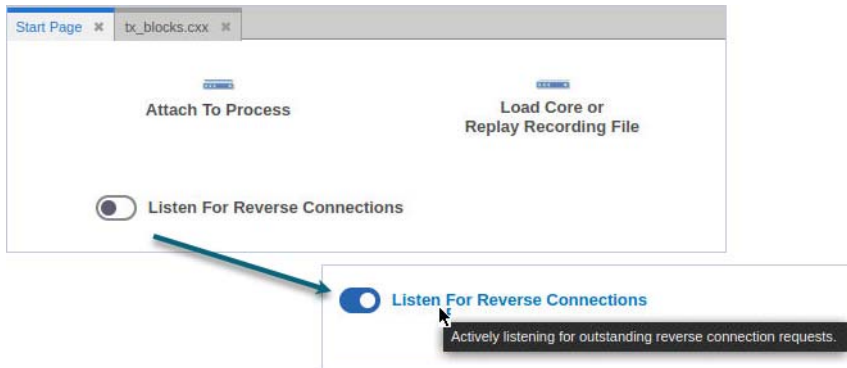 Start Page
tx_blocks.cxx
Attach To Process
Load Core or
Replay Recording File
Listen For Reverse Connections
Listen For Reverse Connections
Actively listening for outstanding reverse connection requests.